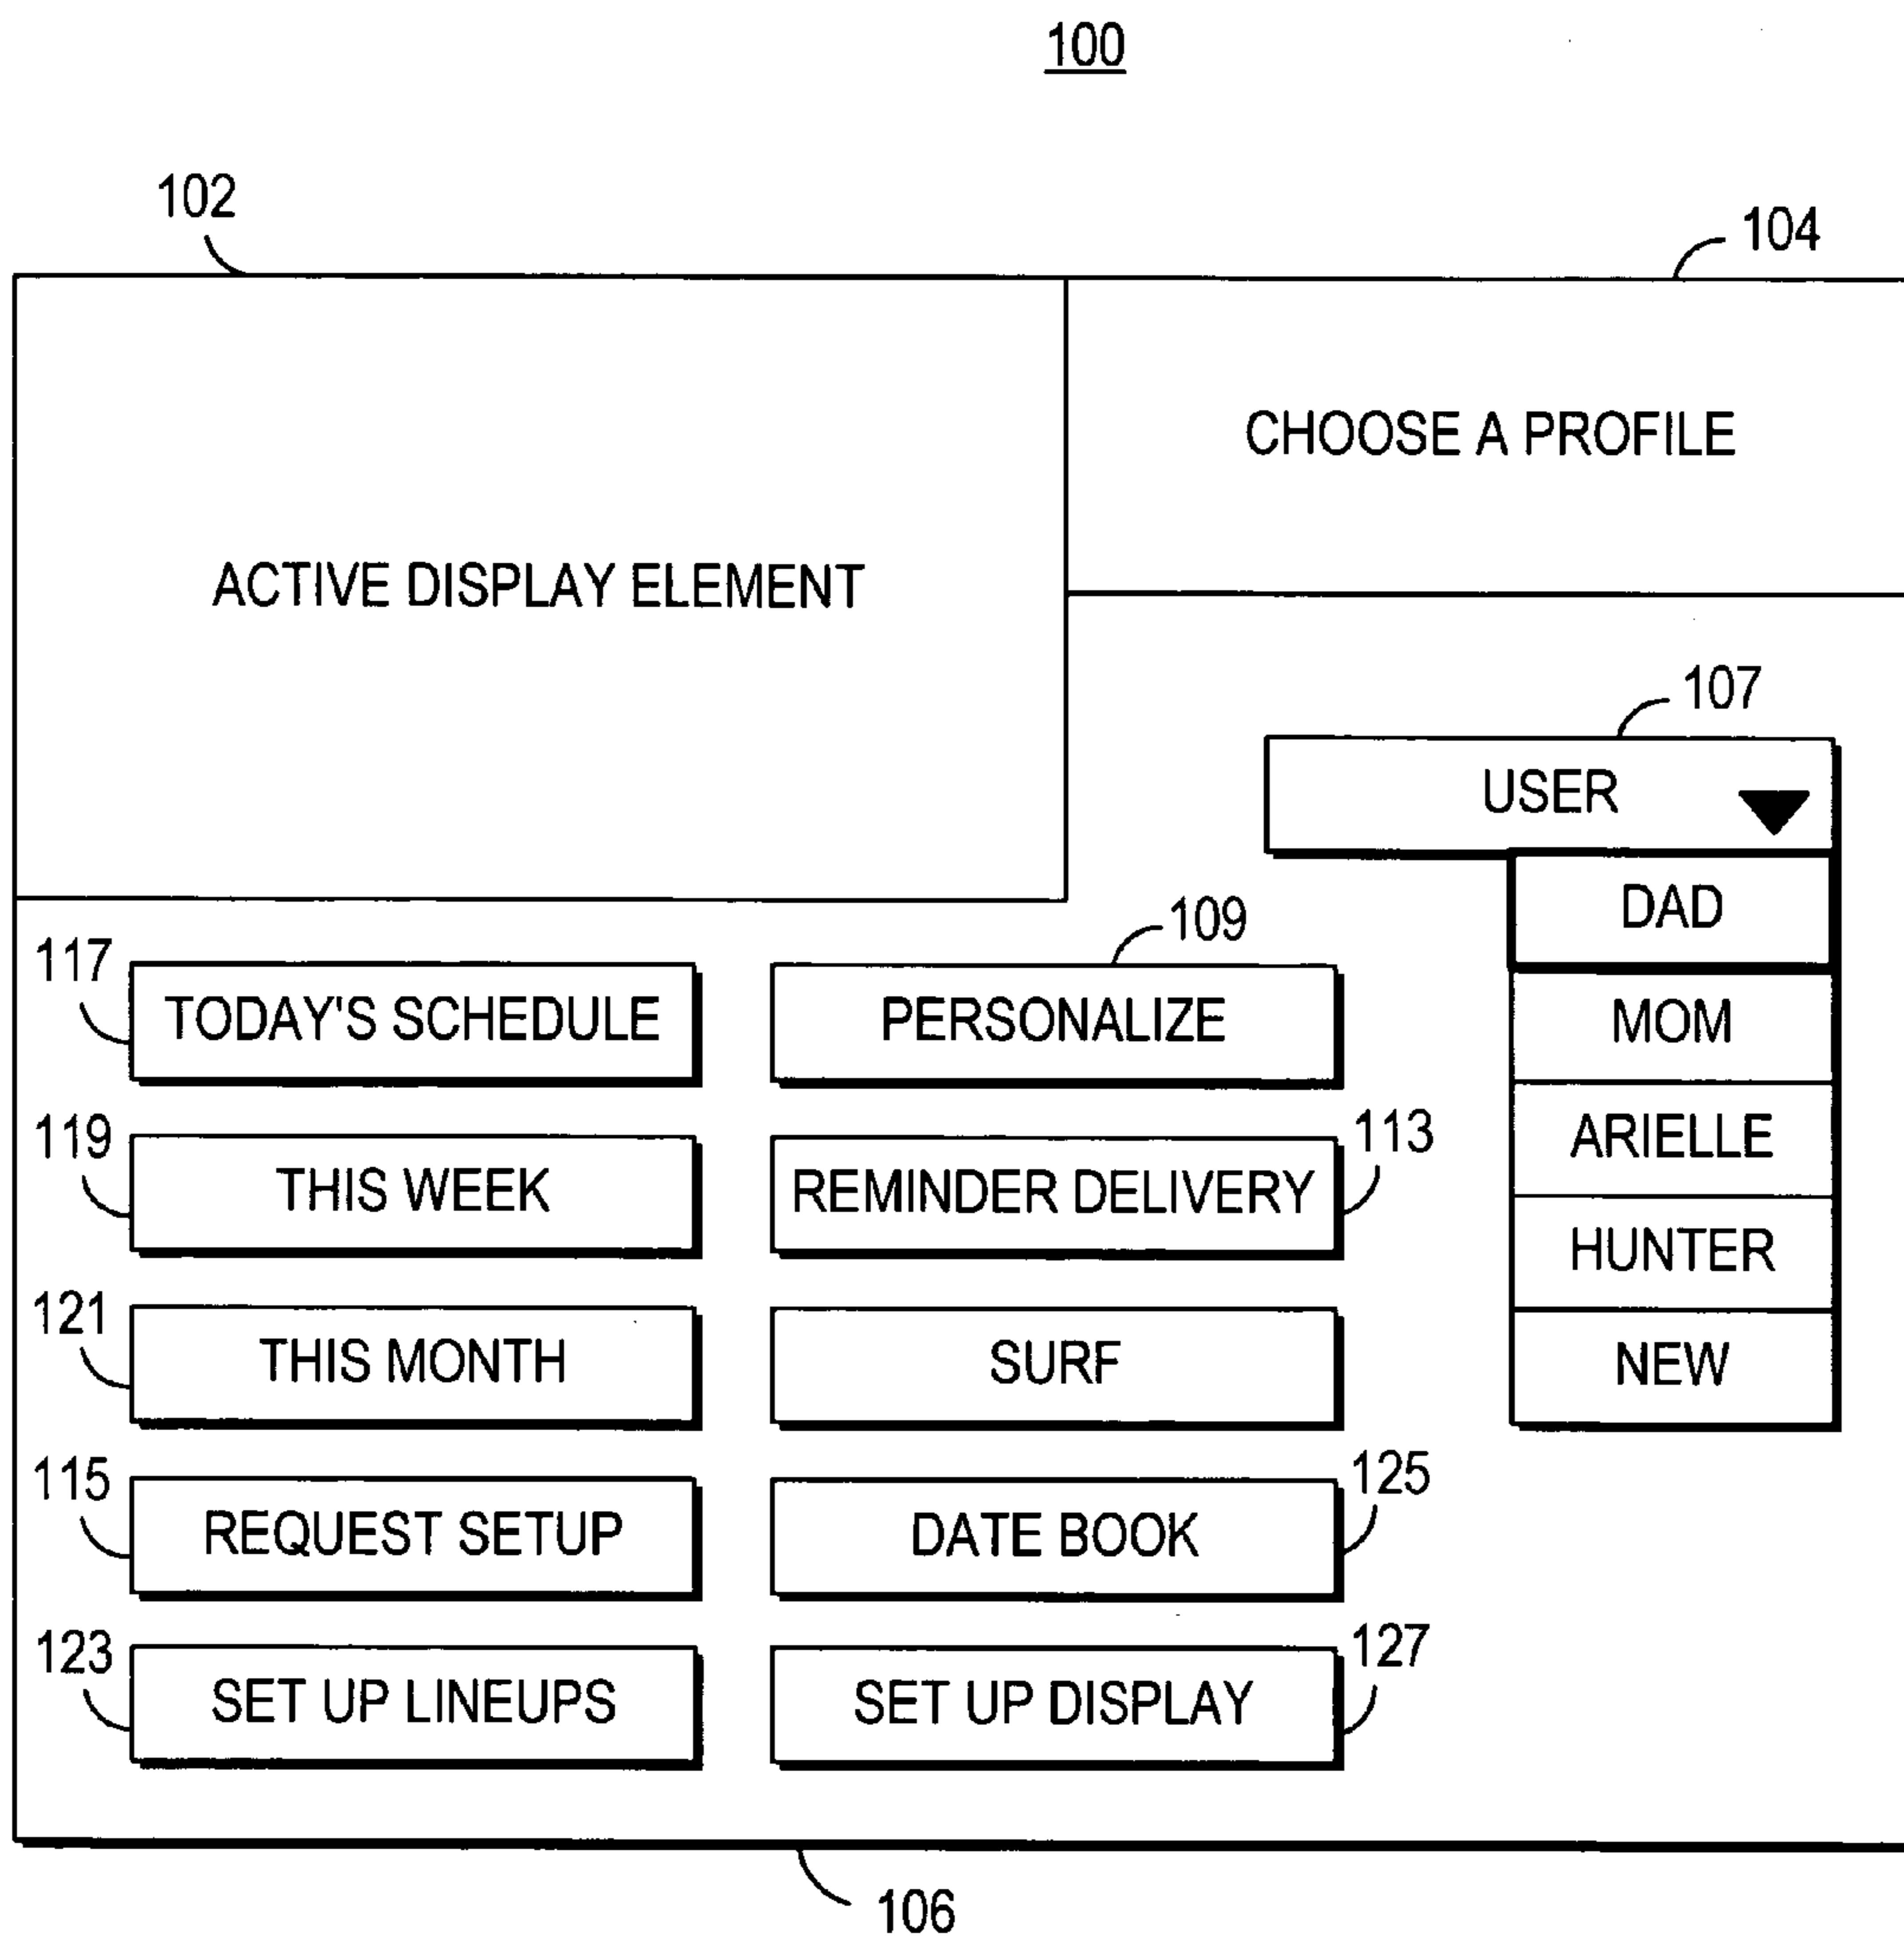 100
102
104
CHOOSE A PROFILE
ACTIVE DISPLAY ELEMENT
107
USER
DAD
109
117
TODAY'S SCHEDULE
PERSONALIZE
MOM
119
THIS WEEK
REMINDER DELIVERY
113
ARIELLE
HUNTER
121
THIS MONTH
SURF
NEW
115
REQUEST SETUP
DATE BOOK
125
123
SET UP LINEUPS
SET UP DISPLAY
127
106